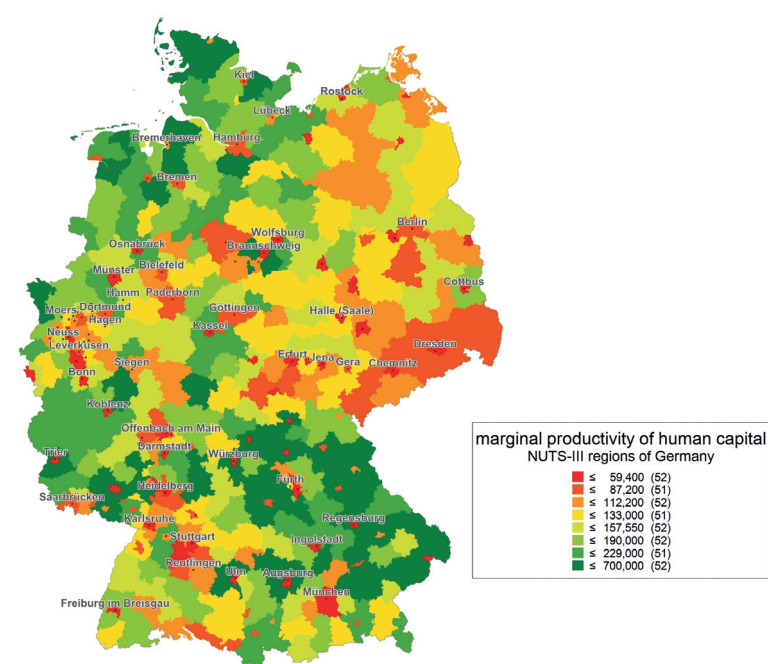 Kiel
Rostock
Lübeck
Bremerhaven
Hamburg
Bremen
Berlin
Wolfsburg
Osnabrück
Braunschweig
Münster
Bielefeld
Cottbus
Hamm
Paderborn
Moers
Dortmund
Göttingen
Halle (Saale)
Hagen
Neuss
Kassel
Leverkusen
Dresden
Erfurt
Jena
Gera
Chemnitz
Siegen
Bonn
Koblenz
Offenbach am Main
Darmstadt
Trier
Würzburg
Fürth
Heidelberg
Saarbrücken
Karlsruhe
Regensburg
Stuttgart
Ingolstadt
Reutlingen
Ulm
Augsburg
München
Freiburg im Breisgau
marginal productivity of human capital
NUTS-III regions of Germany
≤ 59,400 (52)
≤ 87,200 (51)
≤ 112,200 (52)
≤ 133,000 (51)
≤ 157,550 (52)
≤ 190,000 (52)
≤ 229,000 (51)
≤ 700,000 (52)